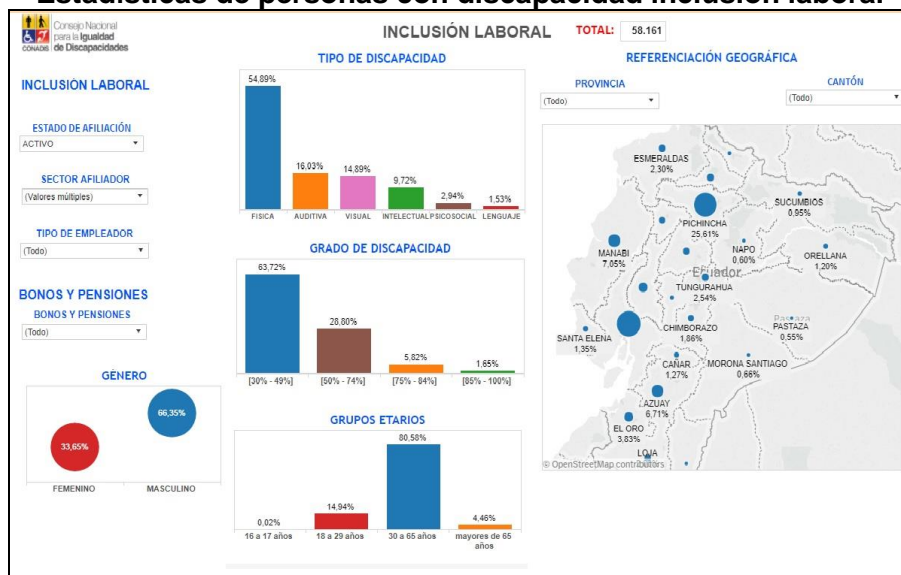 Estadísticas de personas con discapacidad inclusión laboral
Consejo Nacional
para la Igualdad
CONADIS de Discapacidades
INCLUSIÓN LABORAL
TOTAL: 58.161
INCLUSIÓN LABORAL
ESTADO DE AFILIACIÓN
ACTIVO
SECTOR AFILIADOR
(Valores múltiples)
TIPO DE EMPLEADOR
(Todo)
BONOS Y PENSIONES
BONOS Y PENSIONES
(Todo)
GÉNERO
66,35%
33,65%
FEMENINO MASCULINO
TIPO DE DISCAPACIDAD
54,89%
16,03%
14,89%
9,72%
2,94%
1,53%
FISICA AUDITIVA VISUAL INTELECTUAL PSICOSOCIAL LENGUAJE
GRADO DE DISCAPACIDAD
63,72%
28,80%
5,82%
1,65%
[30% - 49%] [50% - 74%] [75% - 84%] [85% - 100%]
GRUPOS ETARIOS
80,58%
14,94%
4,46%
0,02%
16 a 17 años 18 a 29 años 30 a 65 años mayores de 65
años
REFERENCIACIÓN GEOGRÁFICA
PROVINCIA CANTÓN
(Todo) (Todo)
ESMERALDAS
2,30%
SUCUMBIOS
0,95%
PICHINCHA
25,61%
MANABI
7,05%
NAPO
0,60%
ORELLANA
1,20%
Ecuador
TUNGURAHUA
2,54%
Pastaza
PASTAZA
0,55%
CHIMBORAZO
1,86%
SANTA ELENA
1,35%
CAÑAR
1,27%
MORONA SANTIAGO
0,66%
AZUAY
6,71%
EL ORO
3,83%
LOJA
© OpenStreetMap contributors